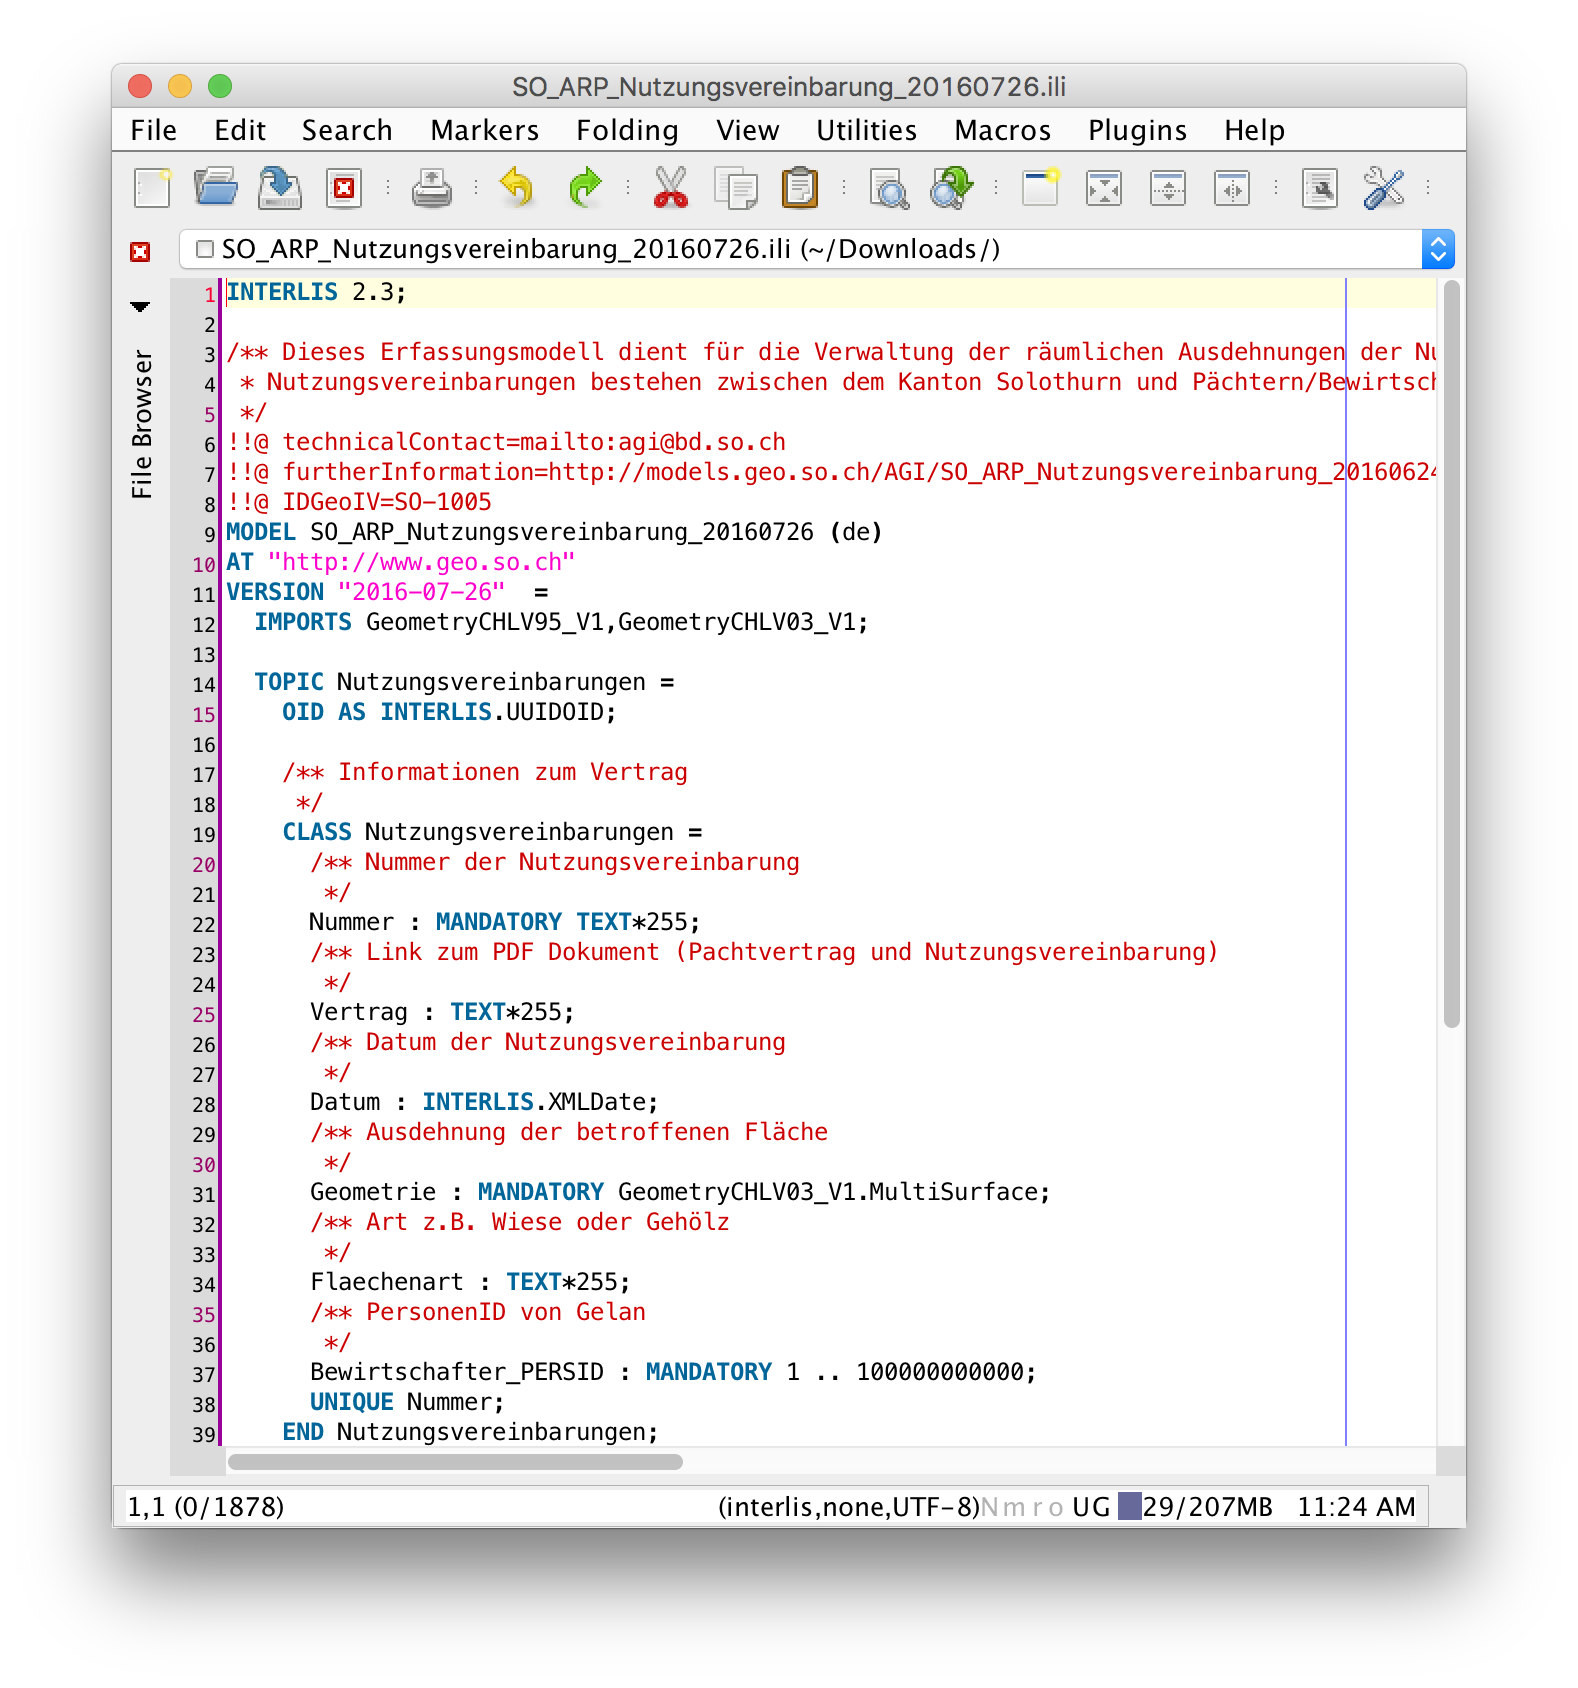 SO_ARP_Nutzungsvereinbarung_20160726.ili
File Edit Search Markers Folding View Utilities Macros Plugins Help
SO_ARP_Nutzungsvereinbarung_20160726.ili (~/Downloads/)
File Browser
1 INTERLIS 2.3;
2
3 /** Dieses Erfassungsmodell dient für die Verwaltung der räumlichen Ausdehnungen der Nu
4 * Nutzungsvereinbarungen bestehen zwischen dem Kanton Solothurn und Pächtern/Bewirtsch
5 */
6 !!@ technicalContact=mailto:agi@bd.so.ch
7 !!@ furtherInformation=http://models.geo.so.ch/AGI/SO_ARP_Nutzungsvereinbarung_20160624
8 !!@ IDGeoIV=SO-1005
9 MODEL SO_ARP_Nutzungsvereinbarung_20160726 (de)
10 AT "http://www.geo.so.ch"
11 VERSION "2016-07-26"  =
12 IMPORTS GeometryCHLV95_V1,GeometryCHLV03_V1;
13
14 TOPIC Nutzungsvereinbarungen =
15 OID AS INTERLIS.UUIDOID;
16
17 /** Informationen zum Vertrag
18 */
19 CLASS Nutzungsvereinbarungen =
20 /** Nummer der Nutzungsvereinbarung
21 */
22 Nummer : MANDATORY TEXT*255;
23 /** Link zum PDF Dokument (Pachtvertrag und Nutzungsvereinbarung)
24 */
25 Vertrag : TEXT*255;
26 /** Datum der Nutzungsvereinbarung
27 */
28 Datum : INTERLIS.XMLDate;
29 /** Ausdehnung der betroffenen Fläche
30 */
31 Geometrie : MANDATORY GeometryCHLV03_V1.MultiSurface;
32 /** Art z.B. Wiese oder Gehölz
33 */
34 Flaechenart : TEXT*255;
35 /** PersonenID von Gelan
36 */
37 Bewirtschafter_PERSID : MANDATORY 1 .. 100000000000;
38 UNIQUE Nummer;
39 END Nutzungsvereinbarungen;
1,1 (0/1878) (interlis,none,UTF-8)N m r o UG 29/207MB 11:24 AM